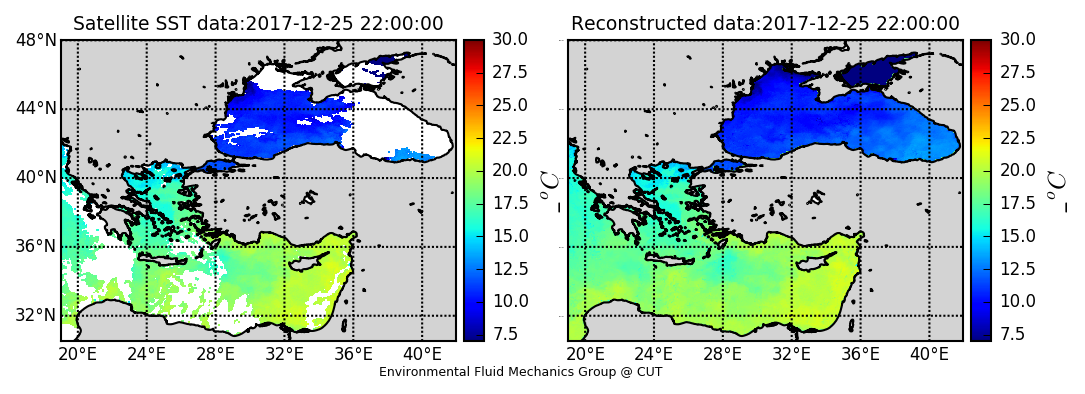 Satellite SST data:2017-12-25 22:00:00
48°N
44°N
40°N
36°N
32°N
20°E 24°E 28°E 32°E 36°E 40°E
30.0
27.5
25.0
22.5
20.0
17.5
15.0
12.5
10.0
7.5
°C
Reconstructed data:2017-12-25 22:00:00
20°E 24°E 28°E 32°E 36°E 40°E
30.0
27.5
25.0
22.5
20.0
17.5
15.0
12.5
10.0
7.5
°C
Environmental Fluid Mechanics Group @ CUT